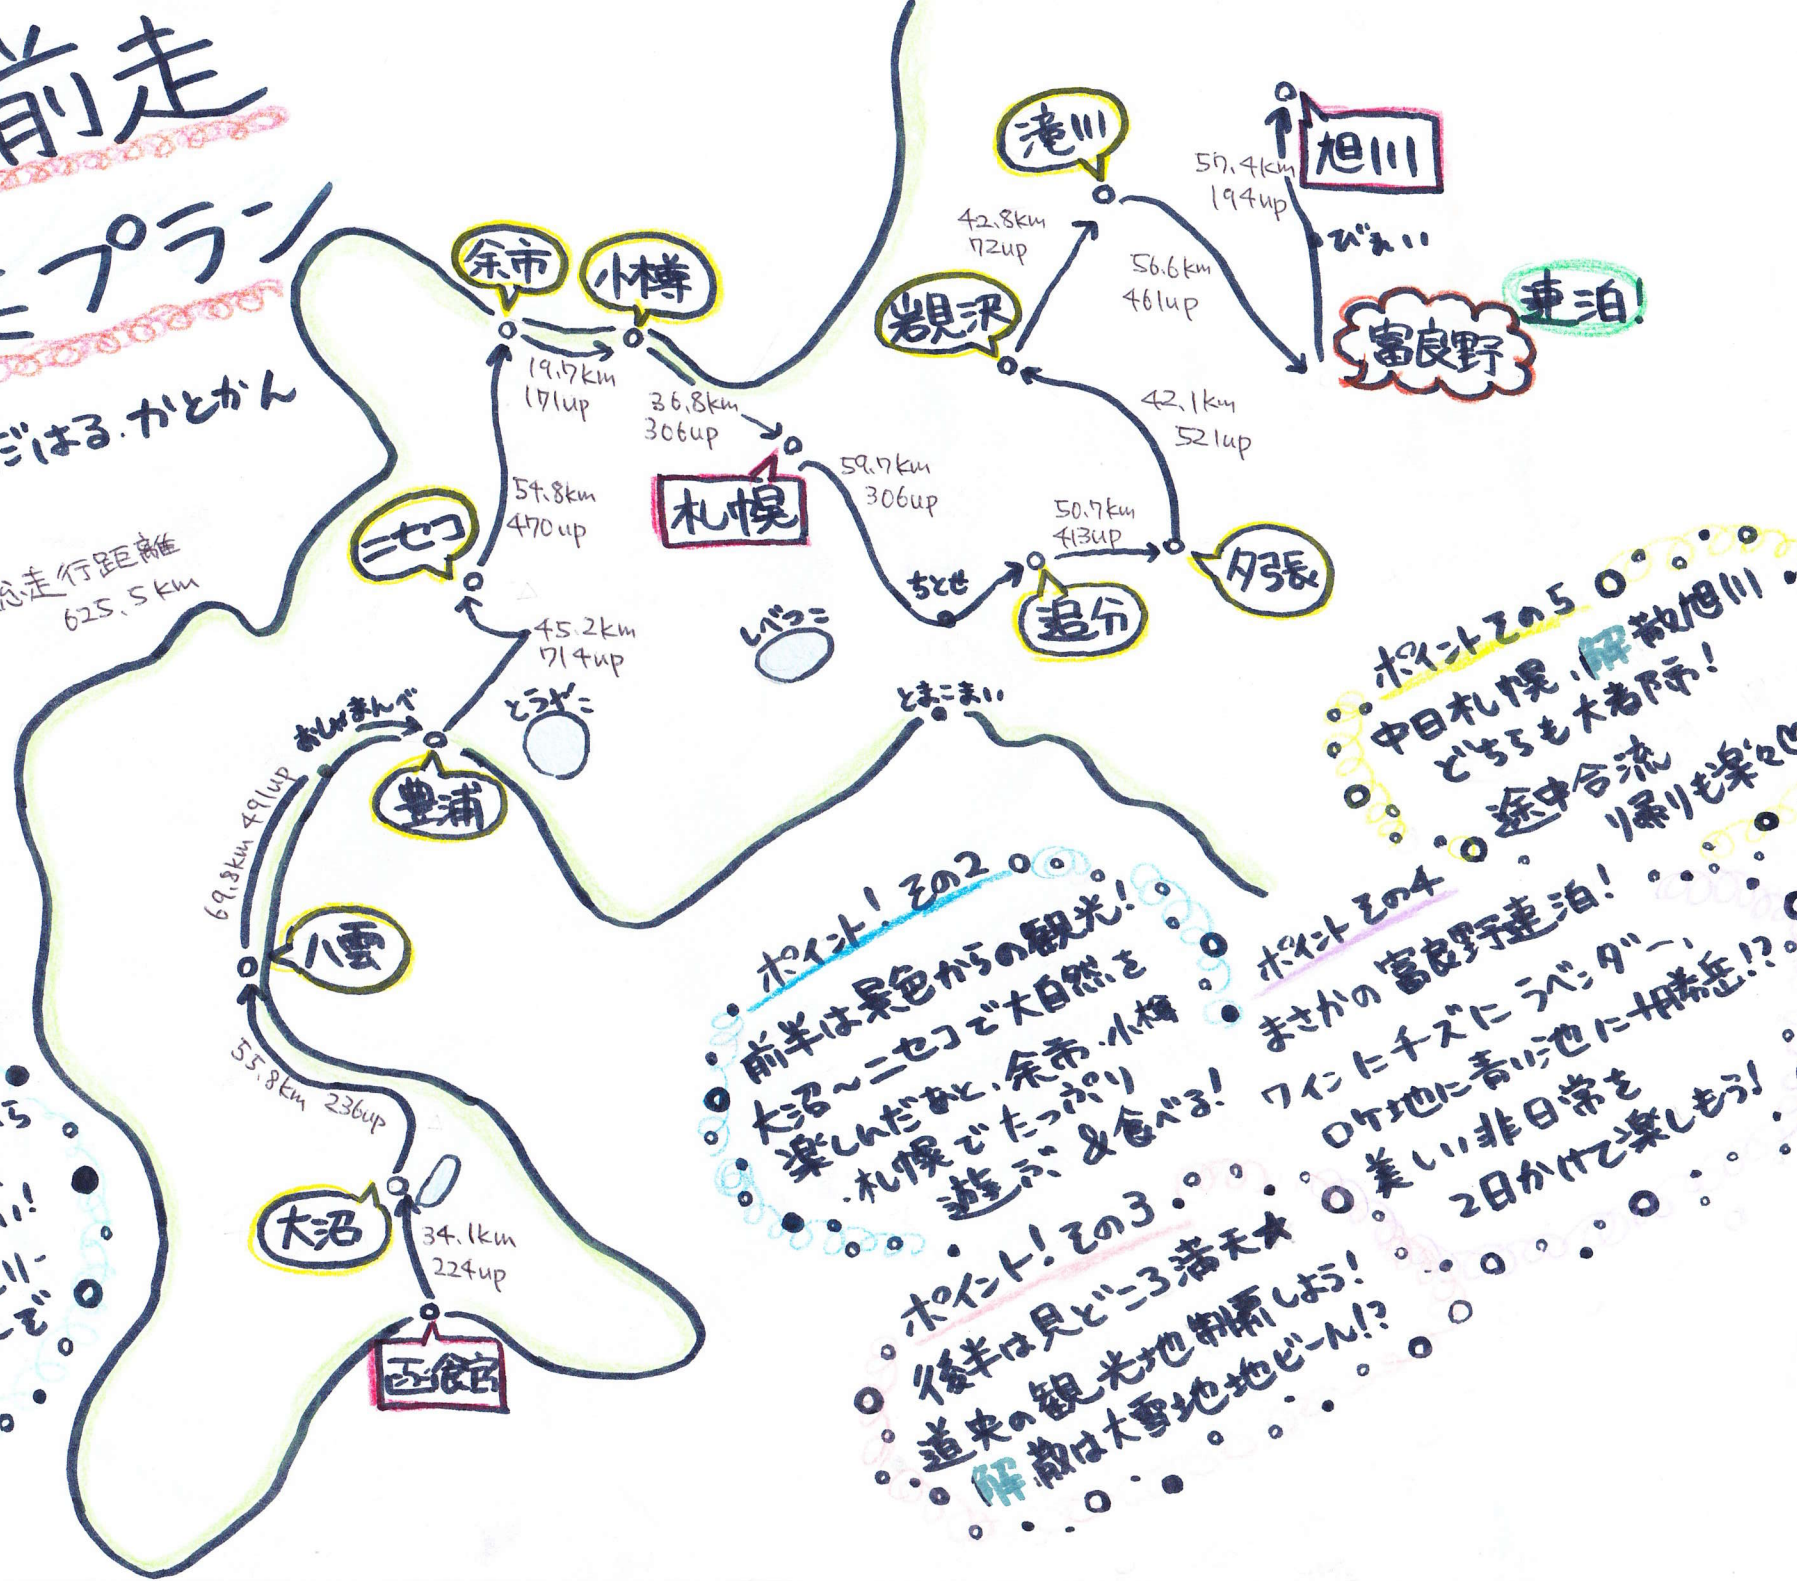 前走
プラン
だはる.かとかん
総走行距離
625.5km
余市
小樽
19.7km
171up
36.8km
306up
札幌
54.8km
470up
ニセコ
45.2km
714up
とうやこ
しべつこ
とまこまい
おしゃまんべ
豊浦
69.8km 491up
八雲
55.8km 236up
大沼
34.1km
224up
函館
59.7km
306up
ちとせ
追分
50.7km
413up
夕張
42.1km
521up
岩見沢
42.8km
72up
滝川
56.6km
461up
富良野
連泊!
びえい
57.4km
194up
旭川
ポイント!その2
前半は景色からの観光!
大沼〜ニセコで大自然を
楽しんだあと、余市・小樽
・札幌でたっぷり
遊ぶ&食べる!
ポイント!その3
後半は見どころ満天★
道央の観光地制覇しよう!
解散は大雪地地ビール!?
ポイントその4
まさかの富良野連泊!
ワインにチーズにラベンダー、
ロケ地に青い池に十勝岳!?
美しい非日常を
2日かけて楽しもう!
ポイントその5
中日札幌、解散旭川
どちらも大都市!
途中合流
帰りも楽々